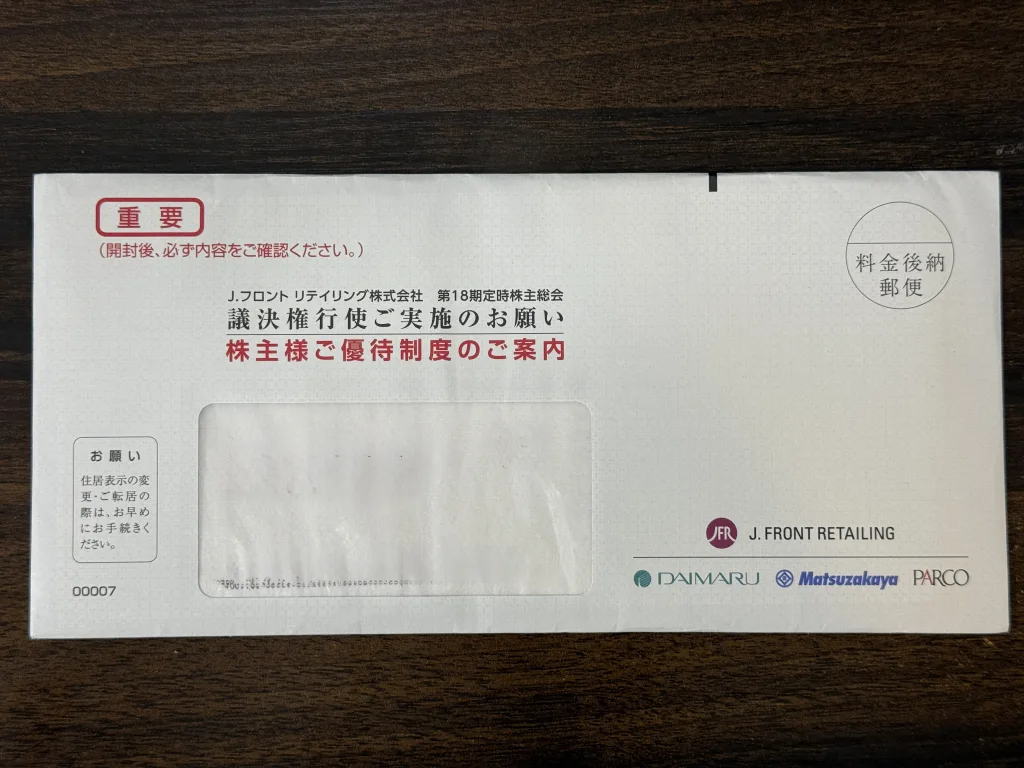 重要
（開封後、必ず内容をご確認ください。）
料金後納
郵便
J.フロント リテイリング株式会社　第18期定時株主総会
議決権行使ご実施のお願い
株主様ご優待制度のご案内
お願い
住居表示の変
更・ご転居の
際は、お早め
にお手続きく
ださい。
00007
JFR J. FRONT RETAILING
DAIMARU Matsuzakaya PARCO